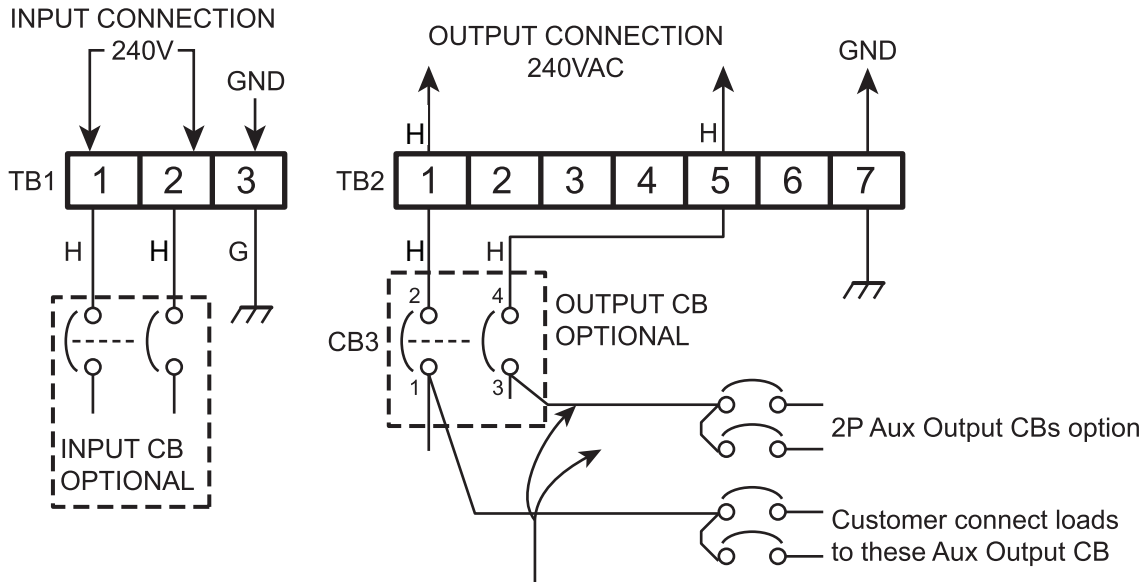 INPUT CONNECTION
240V
GND
TB1 1 2 3
H H G
INPUT CB
OPTIONAL
OUTPUT CONNECTION
240VAC
GND
H H
TB2 1 2 3 4 5 6 7
H H
2 4
CB3
1 3
OUTPUT CB
OPTIONAL
2P Aux Output CBs option
Customer connect loads
to these Aux Output CB